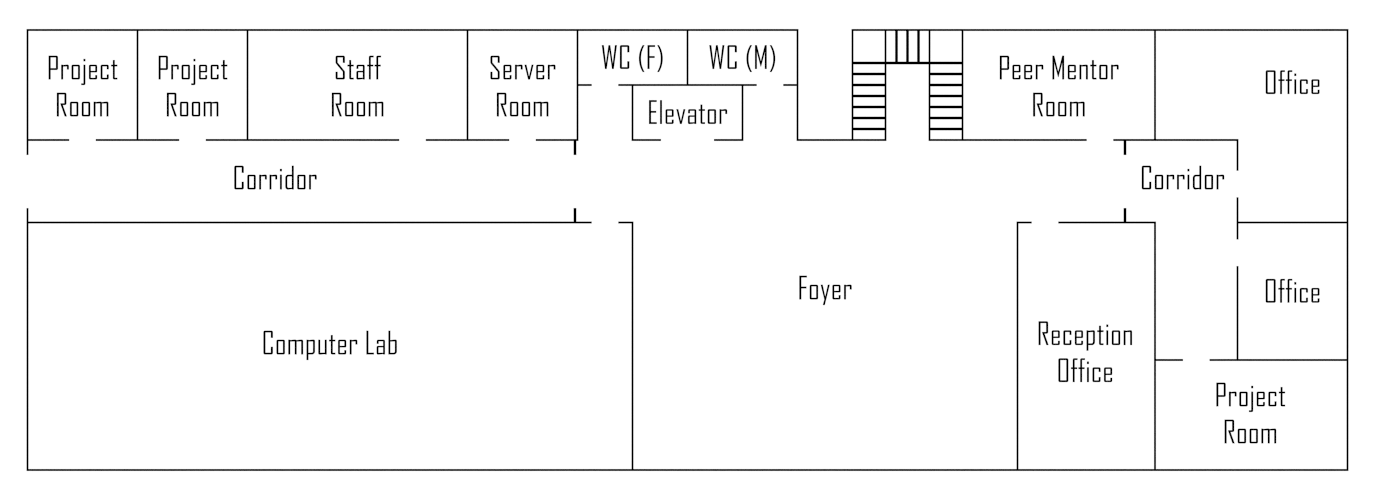 Project
Room
Project
Room
Staff
Room
Server
Room
WC (F)
WC (M)
Elevator
Peer Mentor
Room
Office
Corridor
Corridor
Foyer
Office
Computer Lab
Reception
Office
Project
Room